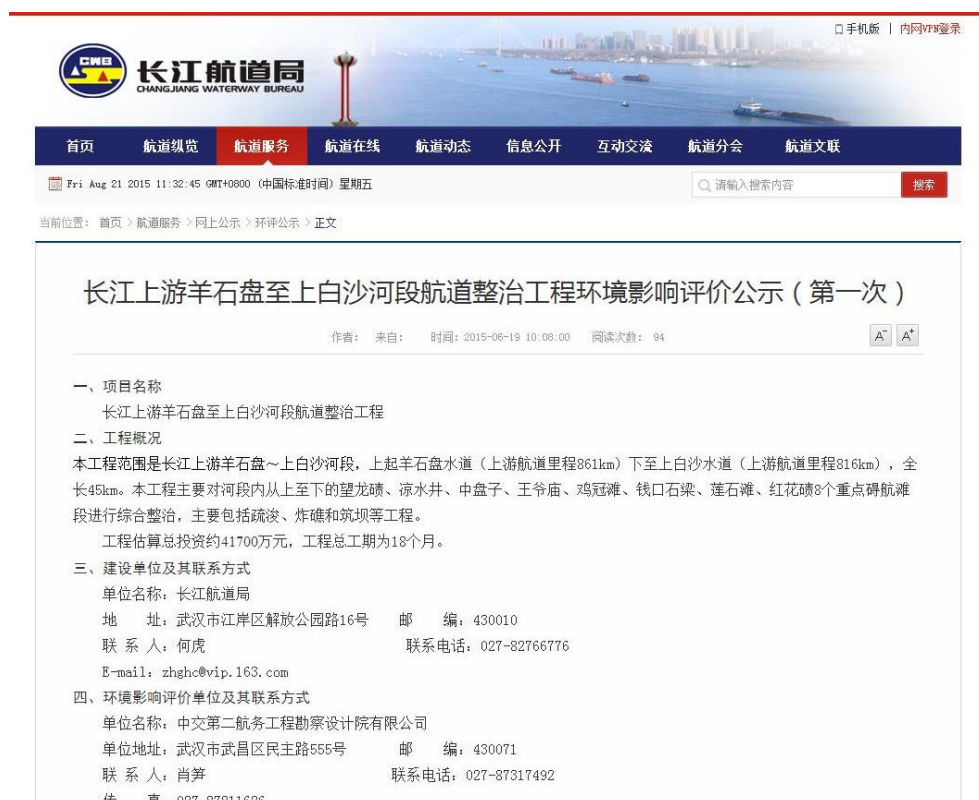 手机版 | 内网VPN登录
CWB
长江航道局
CHANGJIANG WATERWAY BUREAU
首页 航道纵览 航道服务 航道在线 航道动态 信息公开 互动交流 航道分会 航道文联
Fri Aug 21 2015 11:32:45 GMT+0800 (中国标准时间) 星期五 请输入搜索内容 搜索
当前位置: 首页 > 航道服务 > 网上公示 > 环评公示 > 正文
长江上游羊石盘至上白沙河段航道整治工程环境影响评价公示(第一次)
作者: 来自: 时间:2015-06-19 10:08:00 阅读次数: 94 A- A+
一、项目名称
长江上游羊石盘至上白沙河段航道整治工程
二、工程概况
本工程范围是长江上游羊石盘~上白沙河段,上起羊石盘水道(上游航道里程861km)下至上白沙水道(上游航道里程816km),全
长45km。本工程主要对河段内从上至下的望龙碛、凉水井、中盘子、王爷庙、鸡冠滩、钱口石梁、莲石滩、红花碛8个重点碍航滩
段进行综合整治,主要包括疏浚、炸礁和筑坝等工程。
工程估算总投资约41700万元,工程总工期为18个月。
三、建设单位及其联系方式
单位名称:长江航道局
地 址:武汉市江岸区解放公园路16号 邮 编:430010
联 系 人:何虎 联系电话:027-82766776
E-mail:zhghc@vip.163.com
四、环境影响评价单位及其联系方式
单位名称:中交第二航务工程勘察设计院有限公司
单位地址:武汉市武昌区民主路555号 邮 编:430071
联 系 人:肖笋 联系电话:027-87317492